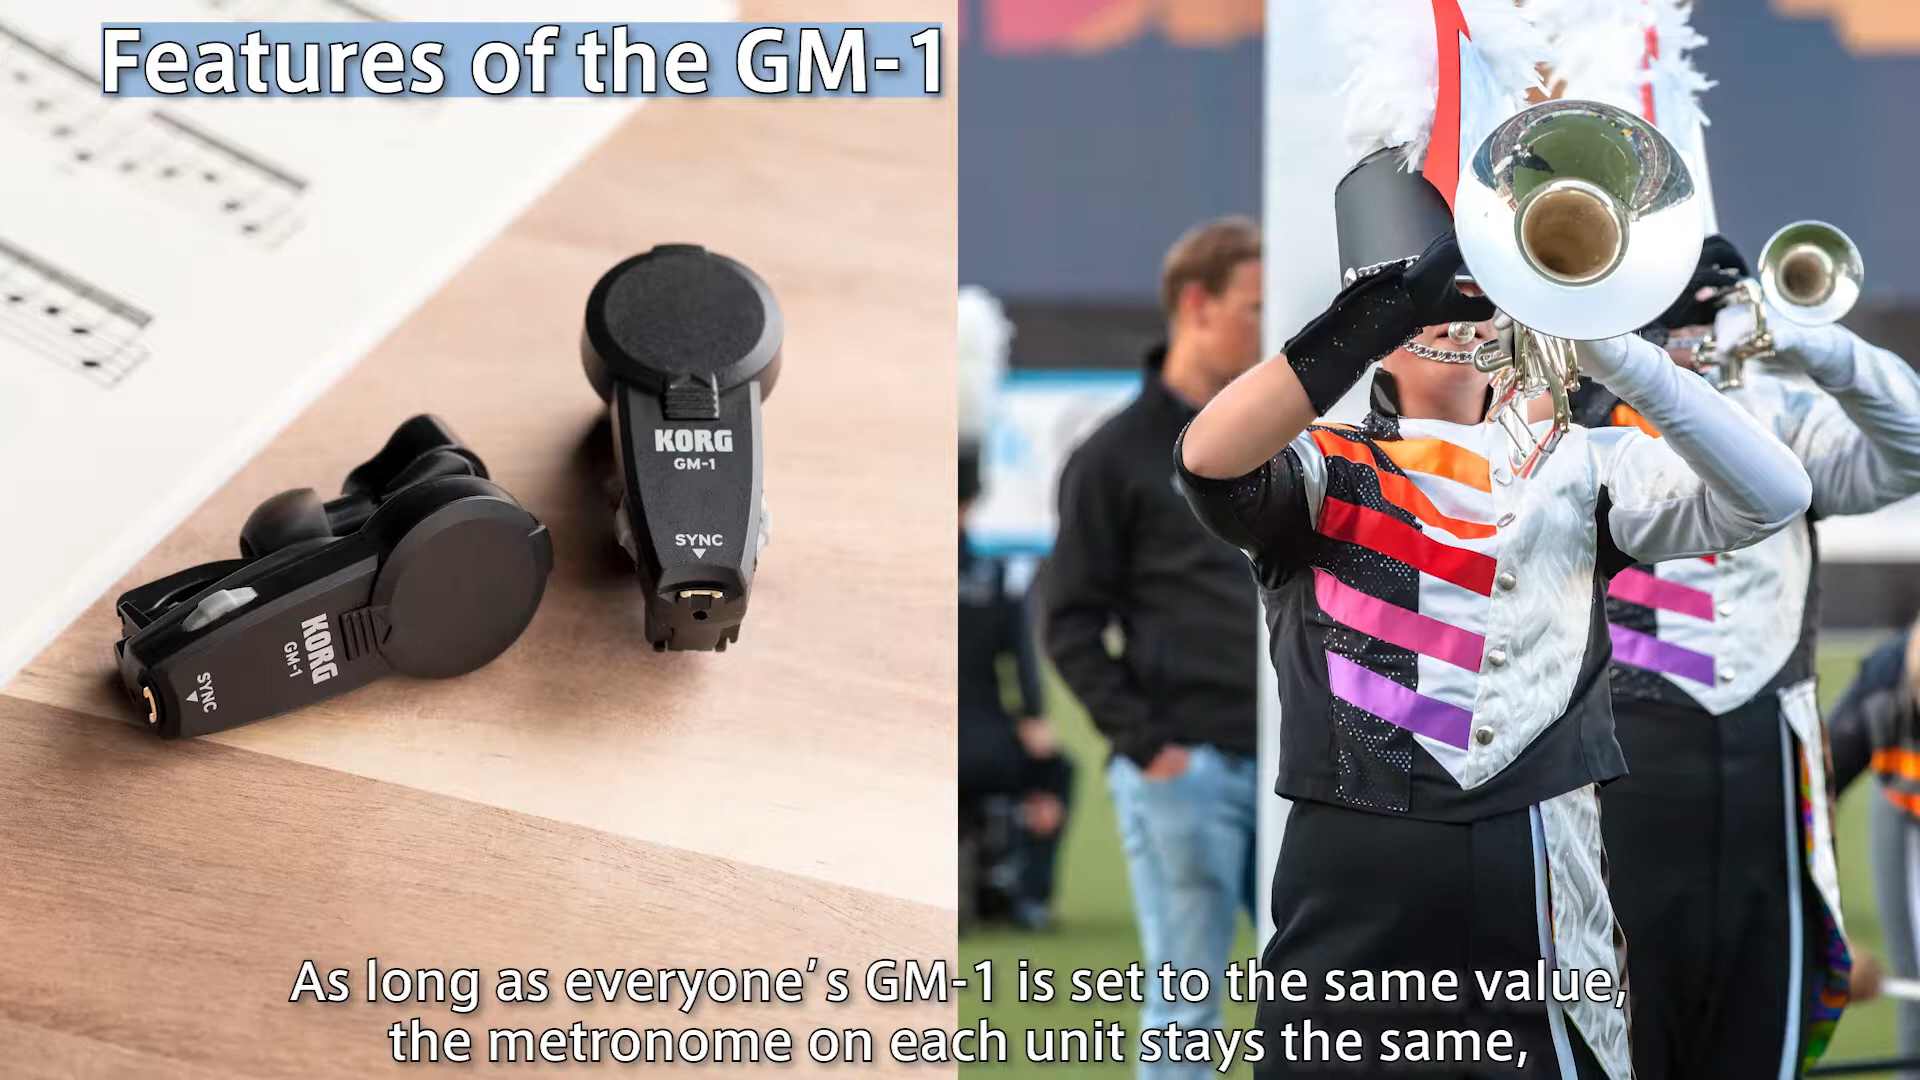 Features of the GM-1
KORG
GM-1
SYNC
KORG
GM-1
SYNC
As long as everyone's GM-1 is set to the same value,
the metronome on each unit stays the same,